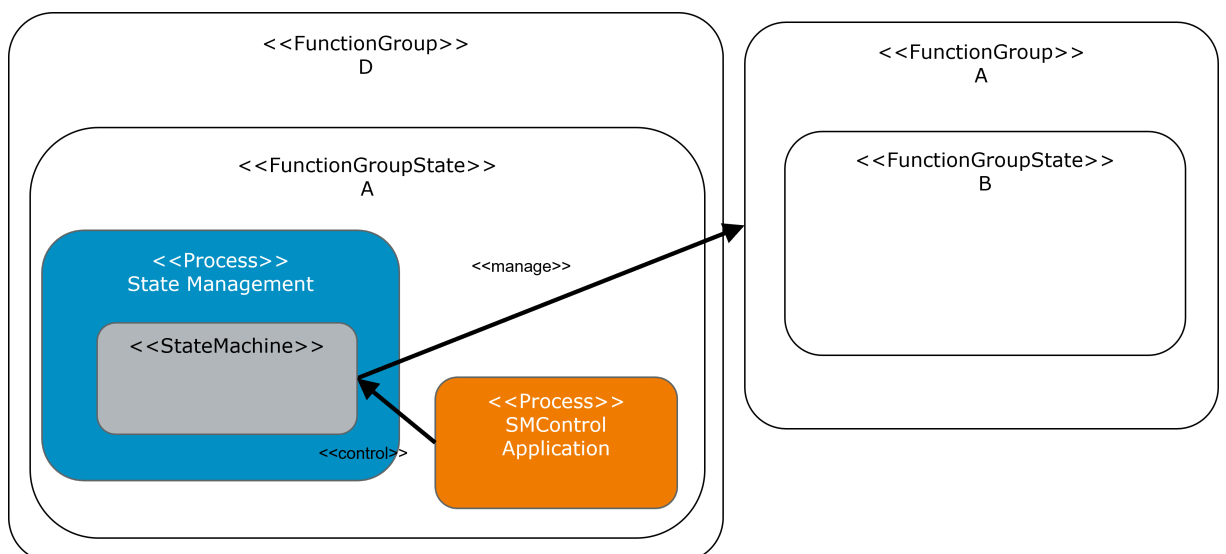 <<FunctionGroup>>
D
<<FunctionGroupState>>
A
<<Process>>
State Management
<<StateMachine>>
<<manage>>
<<control>>
<<Process>>
SMControl
Application
<<FunctionGroup>>
A
<<FunctionGroupState>>
B